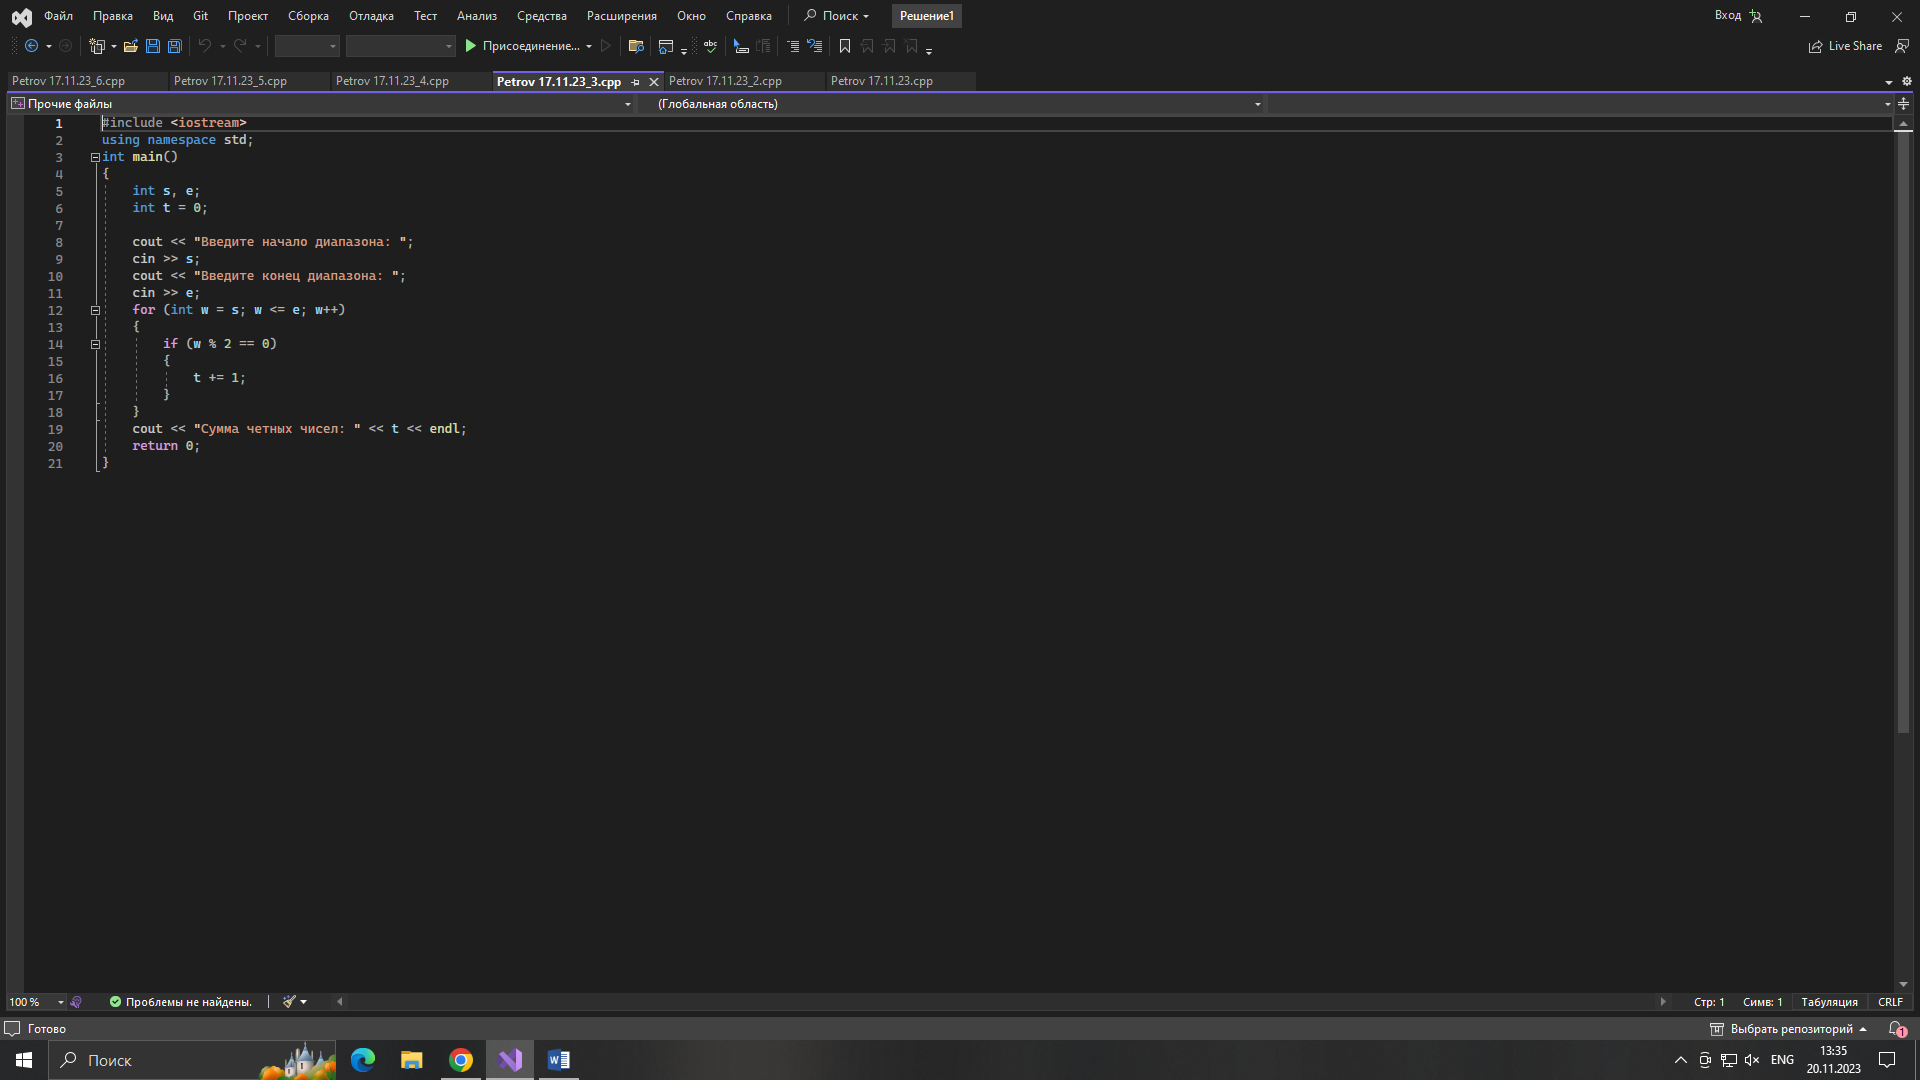 Файл Правка Вид Git Проект Сборка Отладка Тест Анализ Средства Расширения Окно Справка Поиск Решение1 Вход
Присоединение... Live Share
Petrov 17.11.23_6.cpp Petrov 17.11.23_5.cpp Petrov 17.11.23_4.cpp Petrov 17.11.23_3.cpp Petrov 17.11.23_2.cpp Petrov 17.11.23.cpp
Прочие файлы (Глобальная область)
1 #include <iostream>
2 using namespace std;
3 int main()
4 {
5 int s, e;
6 int t = 0;
7
8 cout << "Введите начало диапазона: ";
9 cin >> s;
10 cout << "Введите конец диапазона: ";
11 cin >> e;
12 for (int w = s; w <= e; w++)
13 {
14 if (w % 2 == 0)
15 {
16 t += 1;
17 }
18 }
19 cout << "Сумма четных чисел: " << t << endl;
20 return 0;
21 }
100 % Проблемы не найдены. Стр: 1 Симв: 1 Табуляция CRLF
Готово Выбрать репозиторий 1
Поиск ENG 13:35
20.11.2023